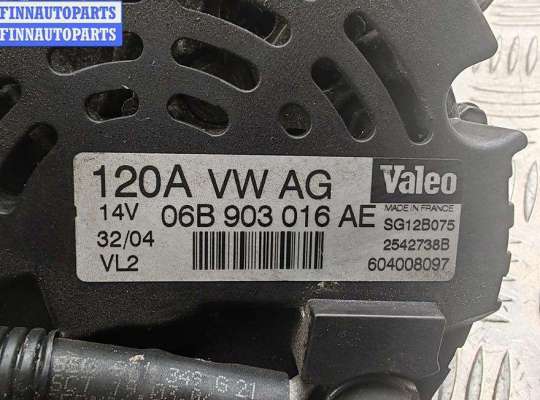 FINNAUTOPARTS
FINNAUTOPARTS
120A VW AG
14V 06B 903 016 AE
32/04
VL2
Valeo
MADE IN FRANCE
SG12B075
2542738B
604008097